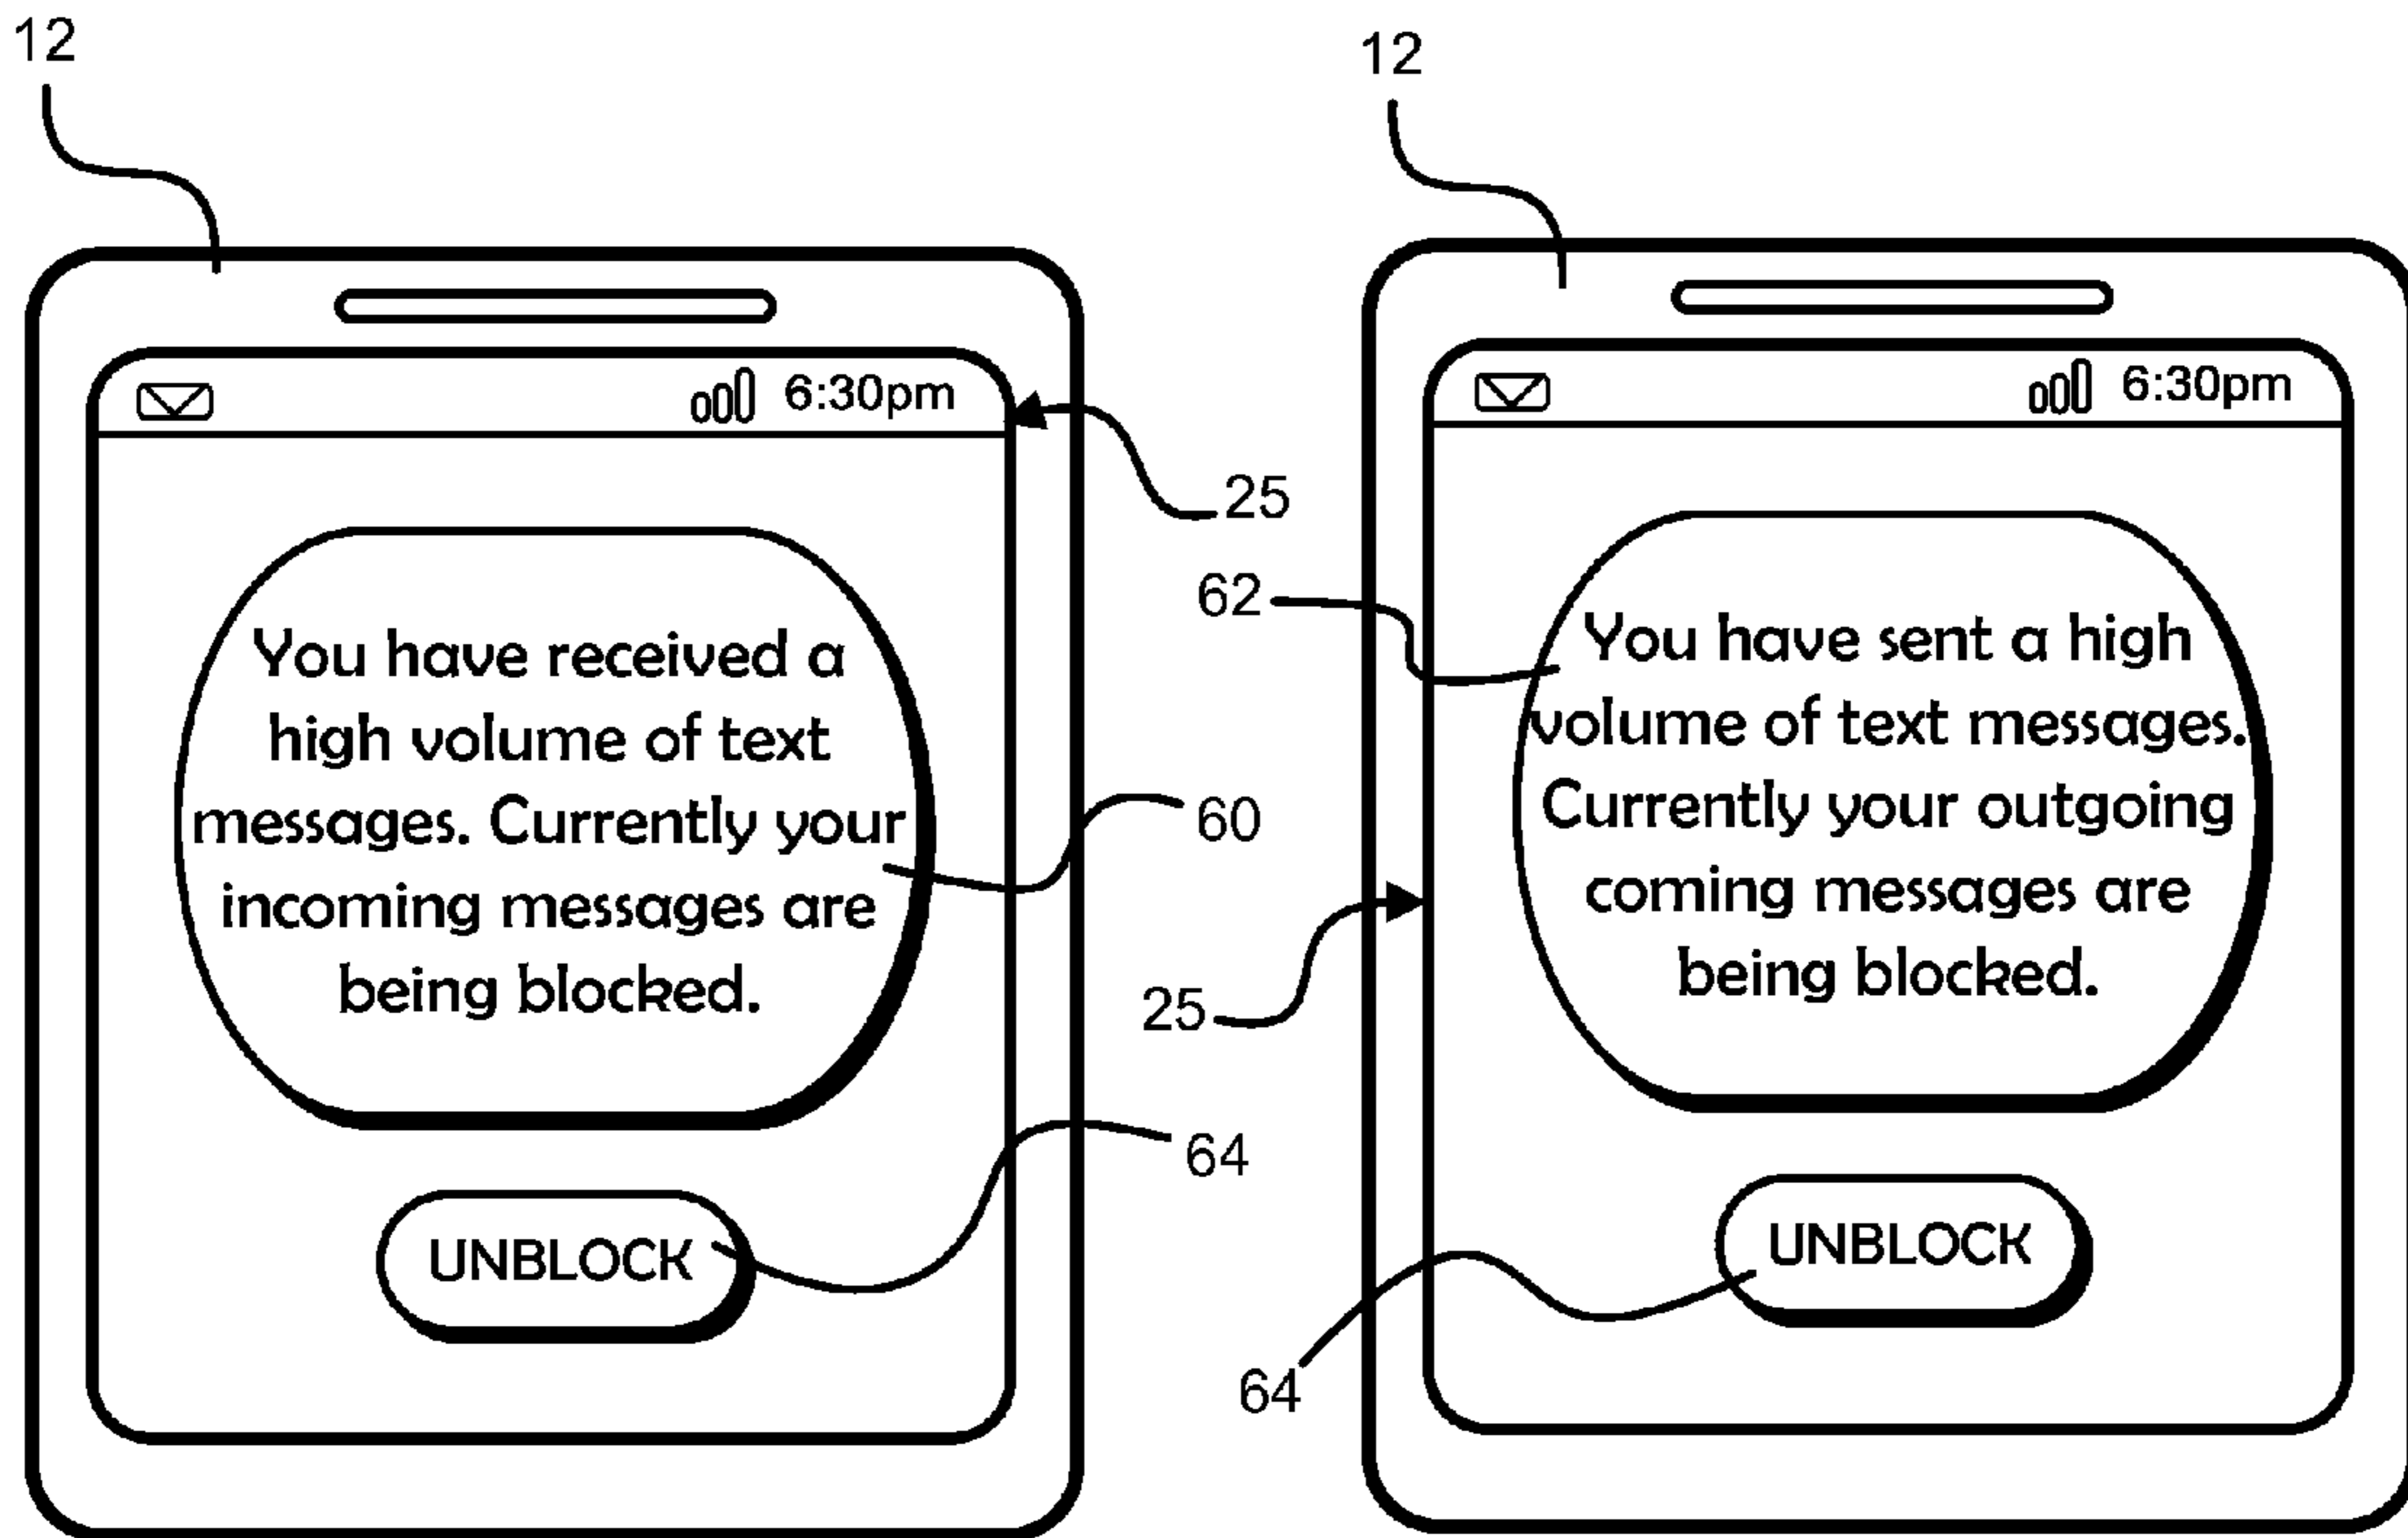 12
6:30pm
25
You have received a
high volume of text
messages. Currently your
incoming messages are
being blocked.
60
UNBLOCK
64
12
6:30pm
62
You have sent a high
volume of text messages.
Currently your outgoing
coming messages are
being blocked.
25
UNBLOCK
64